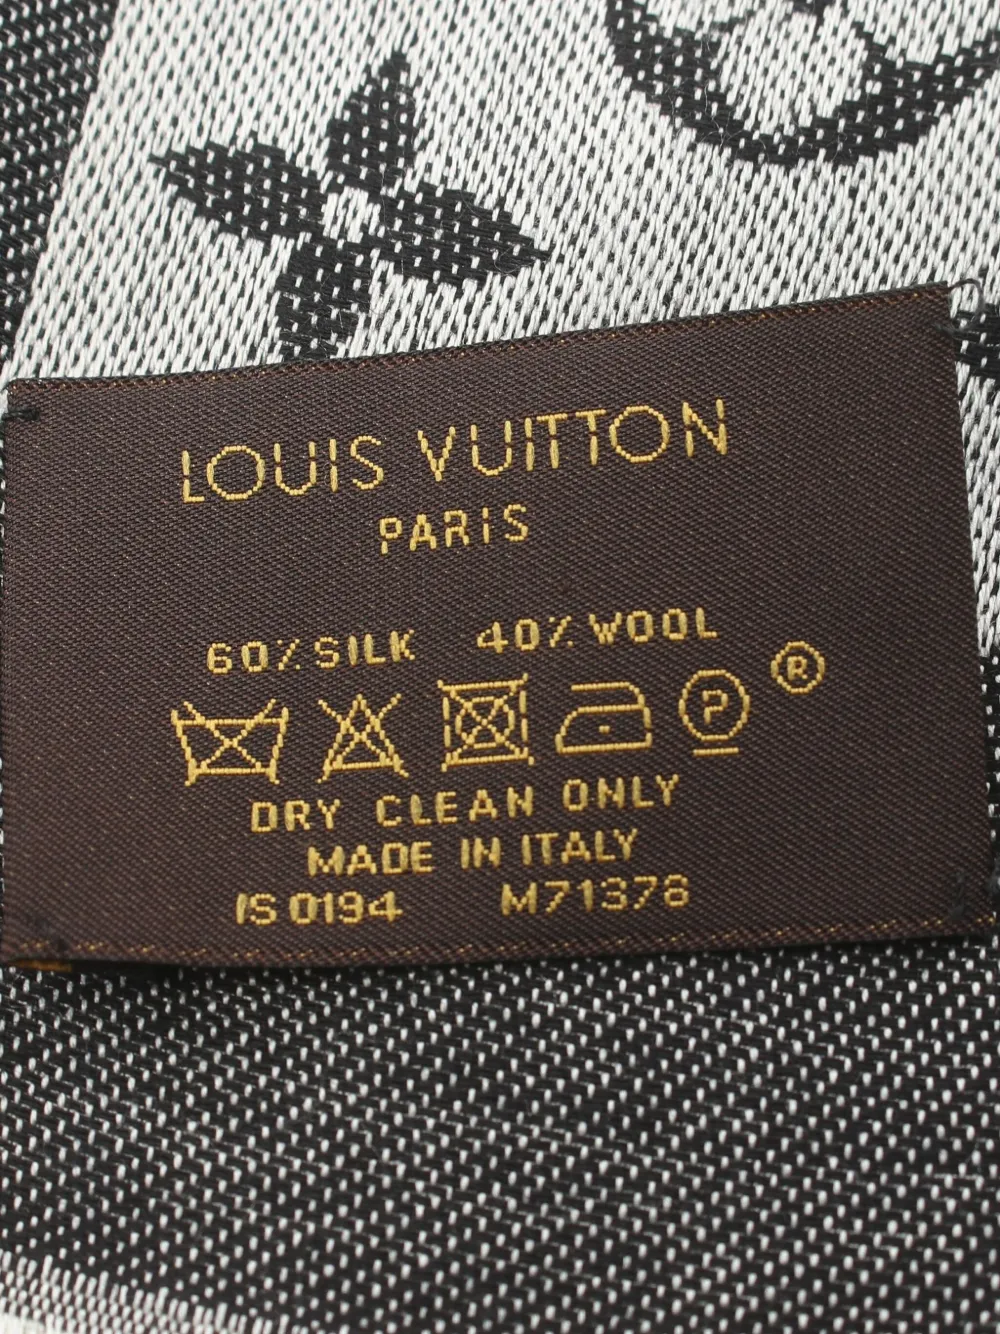 LOUIS VUITTON
PARIS
60% SILK 40% WOOL
P ®
DRY CLEAN ONLY
MADE IN ITALY
IS 0194 M71378